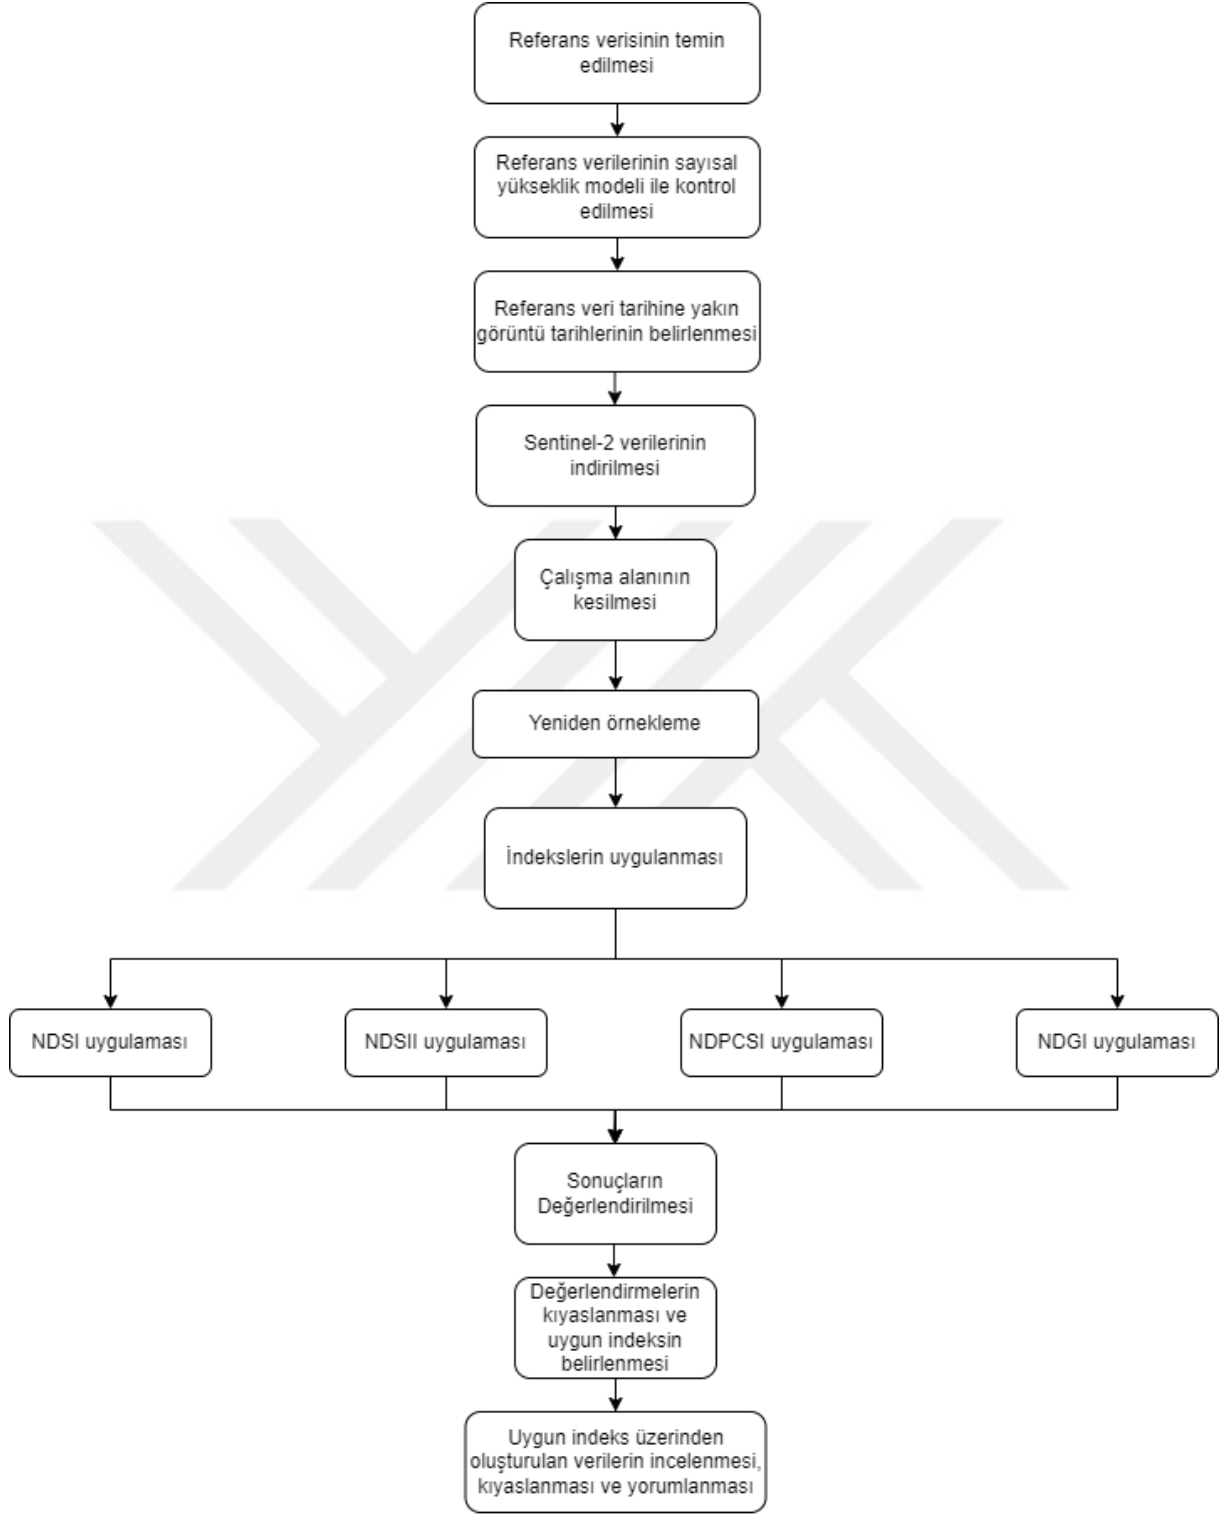 Referans verisinin temin
edilmesi
Referans verilerinin sayısal
yükseklik modeli ile kontrol
edilmesi
Referans veri tarihine yakın
görüntü tarihlerinin belirlenmesi
Sentinel-2 verilerinin
indirilmesi
Çalışma alanının
kesilmesi
Yeniden örnekleme
İndekslerin uygulanması
NDSI uygulaması
NDSII uygulaması
NDPCSI uygulaması
NDGI uygulaması
Sonuçların
Değerlendirilmesi
Değerlendirmelerin
kıyaslanması ve
uygun indeksin
belirlenmesi
Uygun indeks üzerinden
oluşturulan verilerin incelenmesi,
kıyaslanması ve yorumlanması